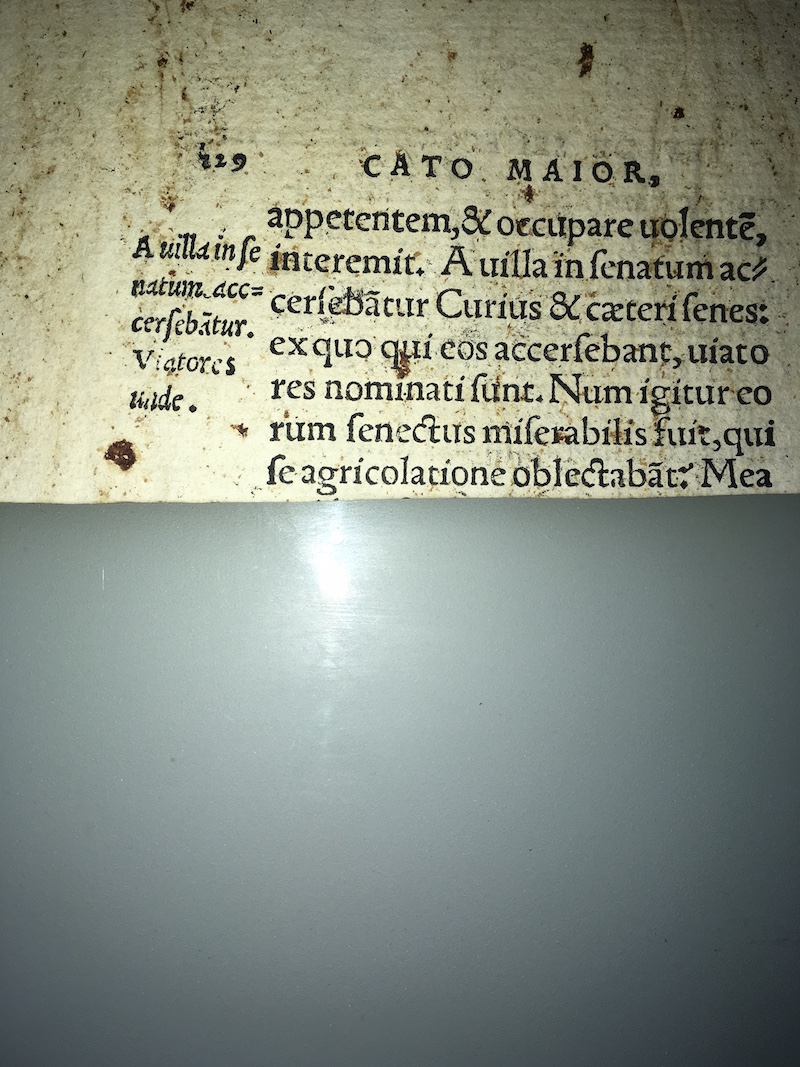 129
CATO MAIOR,
appetentem, & occupare uolentē,
interemit. A uilla in ſenatum ac⸗
cerſebātur Curius & cæteri ſenes:
ex quo qui eos accerſebant, uiato
res nominati ſunt. Num igitur eo
rum ſenectus miſerabilis fuit, qui
ſe agricolatione oblectabāt? Mea
A uilla in ſe
natum acc=
cerſebātur.
Viatores
unde.